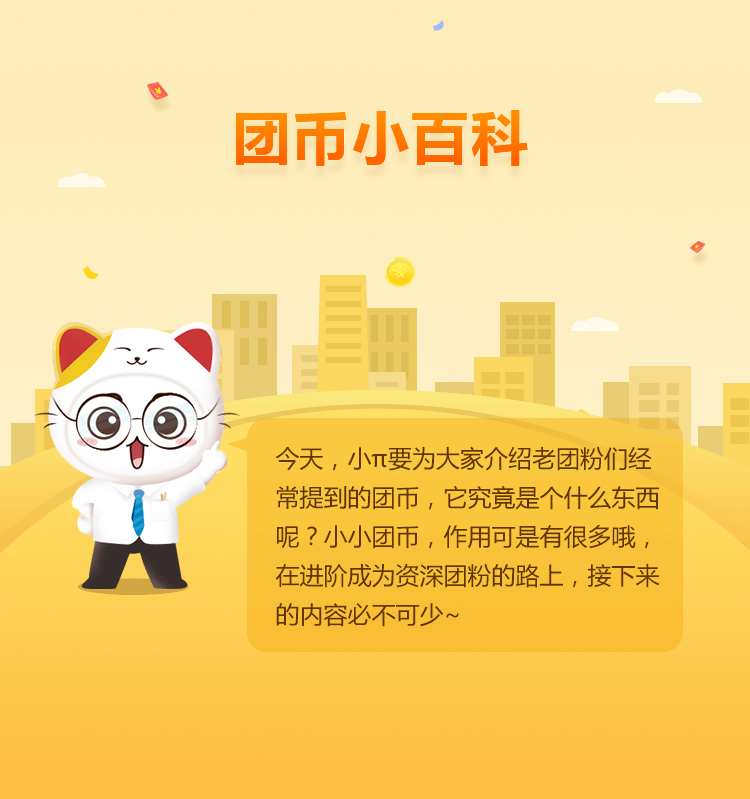 团币小百科
今天，小π要为大家介绍老团粉们经
常提到的团币，它究竟是个什么东西
呢？小小团币，作用可是有很多哦，
在进阶成为资深团粉的路上，接下来
的内容必不可少~